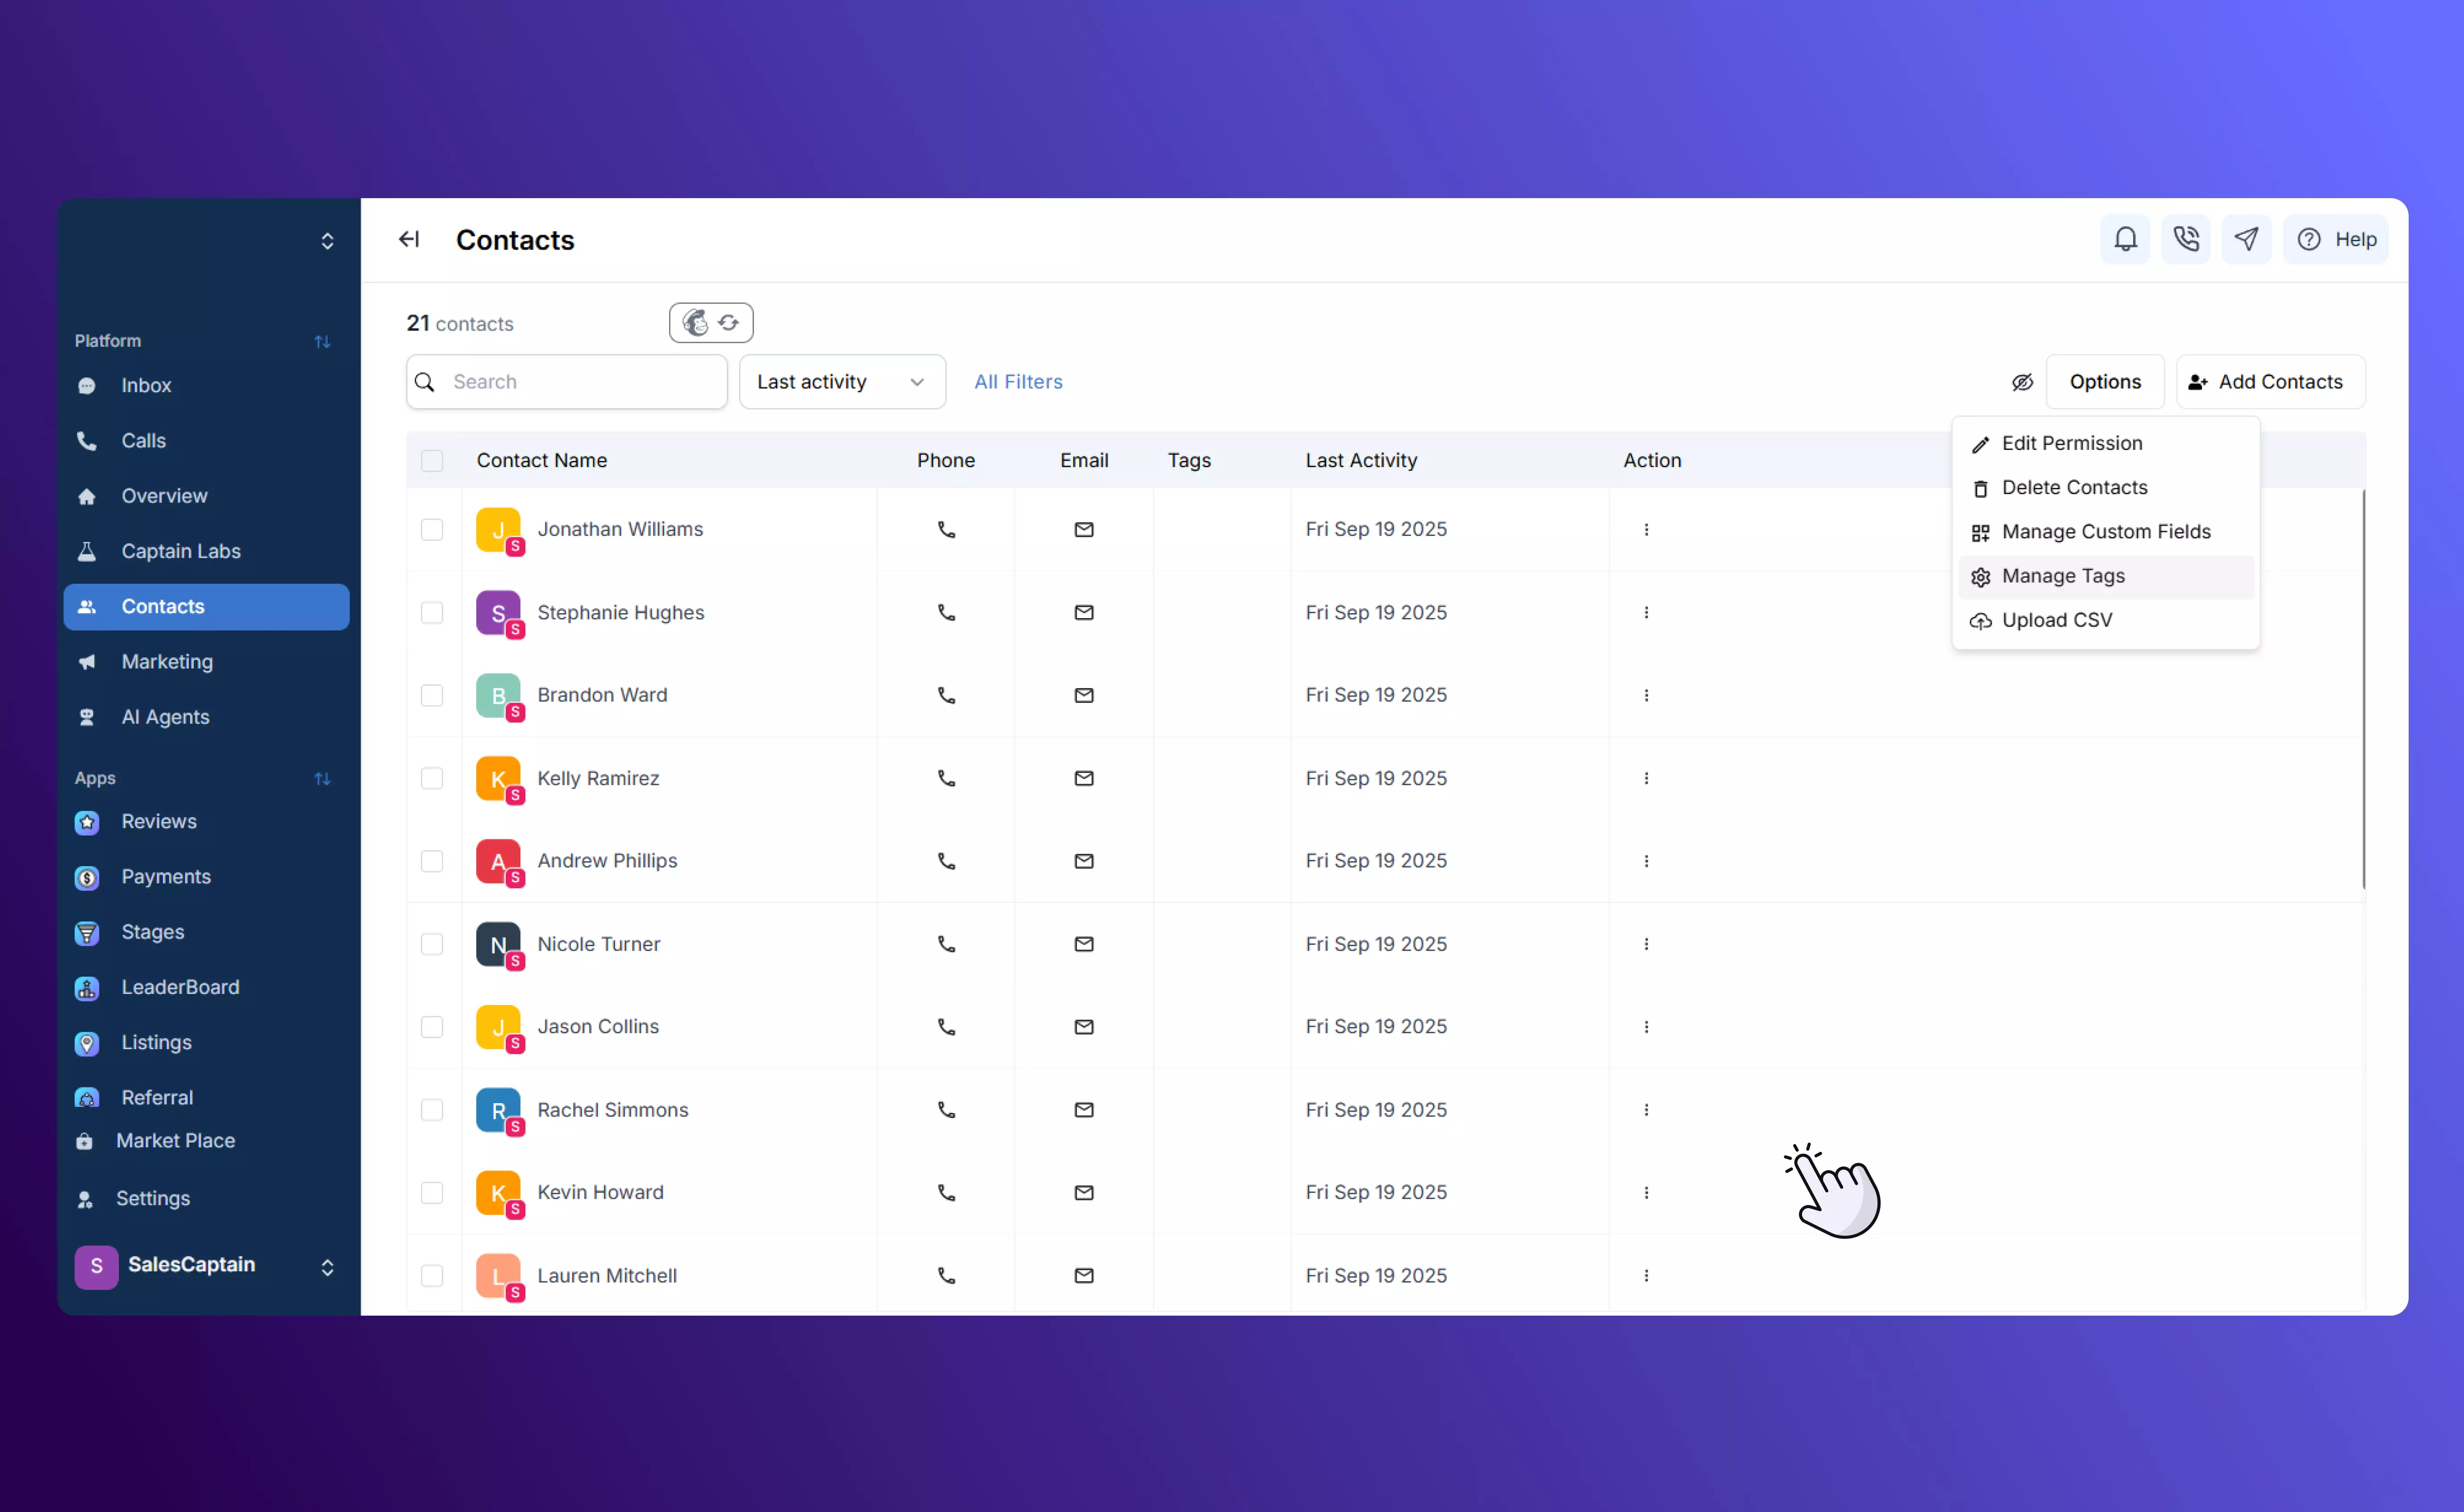 Contacts
Help
Platform
Inbox
Calls
Overview
Captain Labs
Contacts
Marketing
AI Agents
Apps
Reviews
Payments
Stages
LeaderBoard
Listings
Referral
Market Place
Settings
S SalesCaptain
21 contacts
Search
Last activity
All Filters
Options
Add Contacts
Edit Permission
Delete Contacts
Manage Custom Fields
Manage Tags
Upload CSV
Contact Name Phone Email Tags Last Activity Action
J S Jonathan Williams Fri Sep 19 2025
S S Stephanie Hughes Fri Sep 19 2025
B S Brandon Ward Fri Sep 19 2025
K S Kelly Ramirez Fri Sep 19 2025
A S Andrew Phillips Fri Sep 19 2025
N S Nicole Turner Fri Sep 19 2025
J S Jason Collins Fri Sep 19 2025
R S Rachel Simmons Fri Sep 19 2025
K S Kevin Howard Fri Sep 19 2025
L S Lauren Mitchell Fri Sep 19 2025